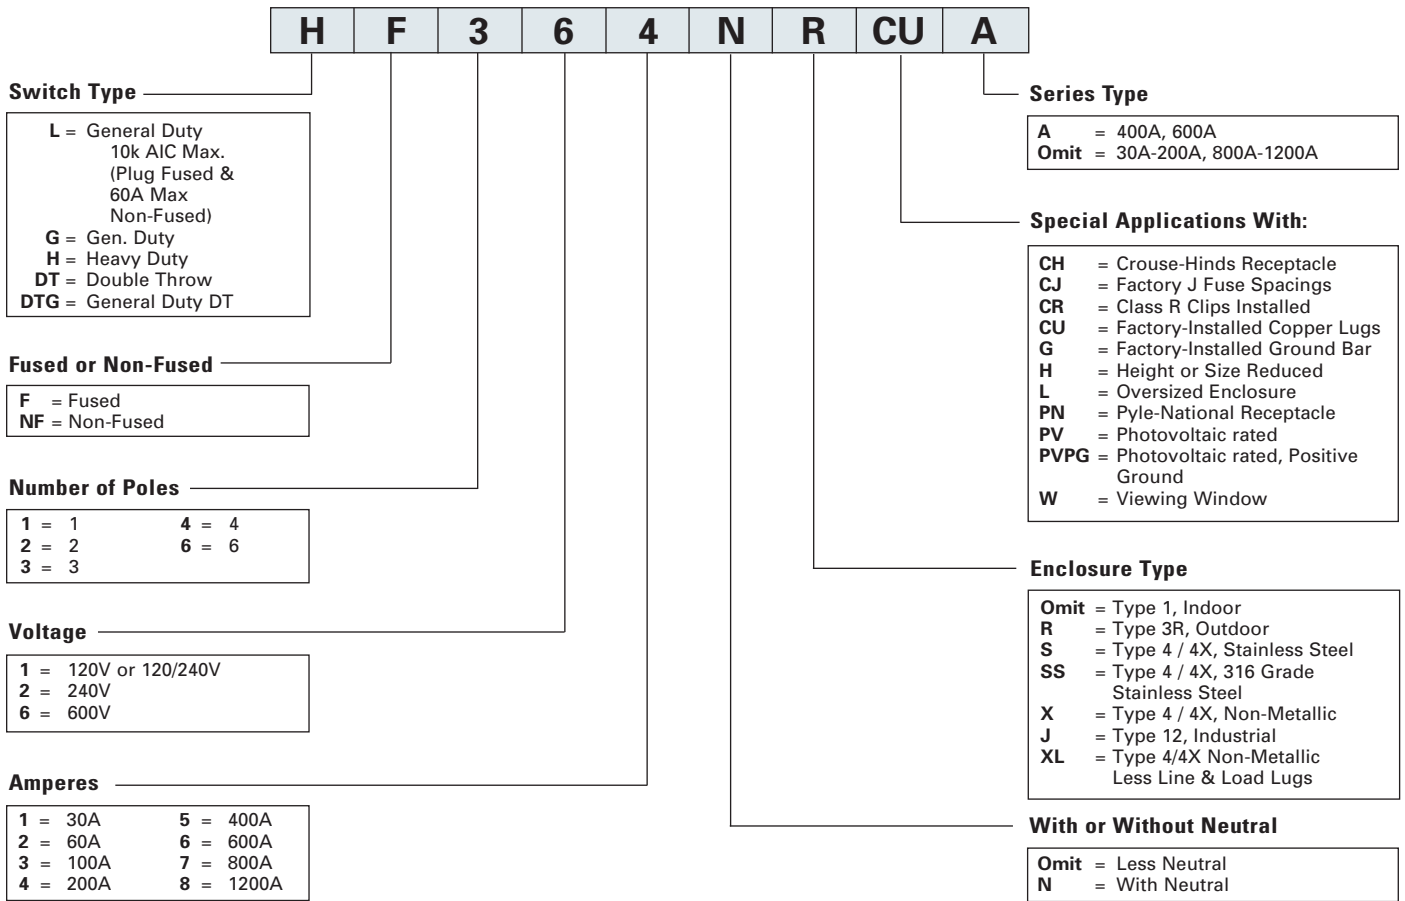 H F 3 6 4 N R CU A
Switch Type
L = General Duty
10k AIC Max.
(Plug Fused &
60A Max
Non-Fused)
G = Gen. Duty
H = Heavy Duty
DT = Double Throw
DTG = General Duty DT
Fused or Non-Fused
F = Fused
NF = Non-Fused
Number of Poles
1 = 1 4 = 4
2 = 2 6 = 6
3 = 3
Voltage
1 = 120V or 120/240V
2 = 240V
6 = 600V
Amperes
1 = 30A 5 = 400A
2 = 60A 6 = 600A
3 = 100A 7 = 800A
4 = 200A 8 = 1200A
Series Type
A = 400A, 600A
Omit = 30A-200A, 800A-1200A
Special Applications With:
CH = Crouse-Hinds Receptacle
CJ = Factory J Fuse Spacings
CR = Class R Clips Installed
CU = Factory-Installed Copper Lugs
G = Factory-Installed Ground Bar
H = Height or Size Reduced
L = Oversized Enclosure
PN = Pyle-National Receptacle
PV = Photovoltaic rated
PVPG = Photovoltaic rated, Positive
Ground
W = Viewing Window
Enclosure Type
Omit = Type 1, Indoor
R = Type 3R, Outdoor
S = Type 4 / 4X, Stainless Steel
SS = Type 4 / 4X, 316 Grade
Stainless Steel
X = Type 4 / 4X, Non-Metallic
J = Type 12, Industrial
XL = Type 4/4X Non-Metallic
Less Line & Load Lugs
With or Without Neutral
Omit = Less Neutral
N = With Neutral